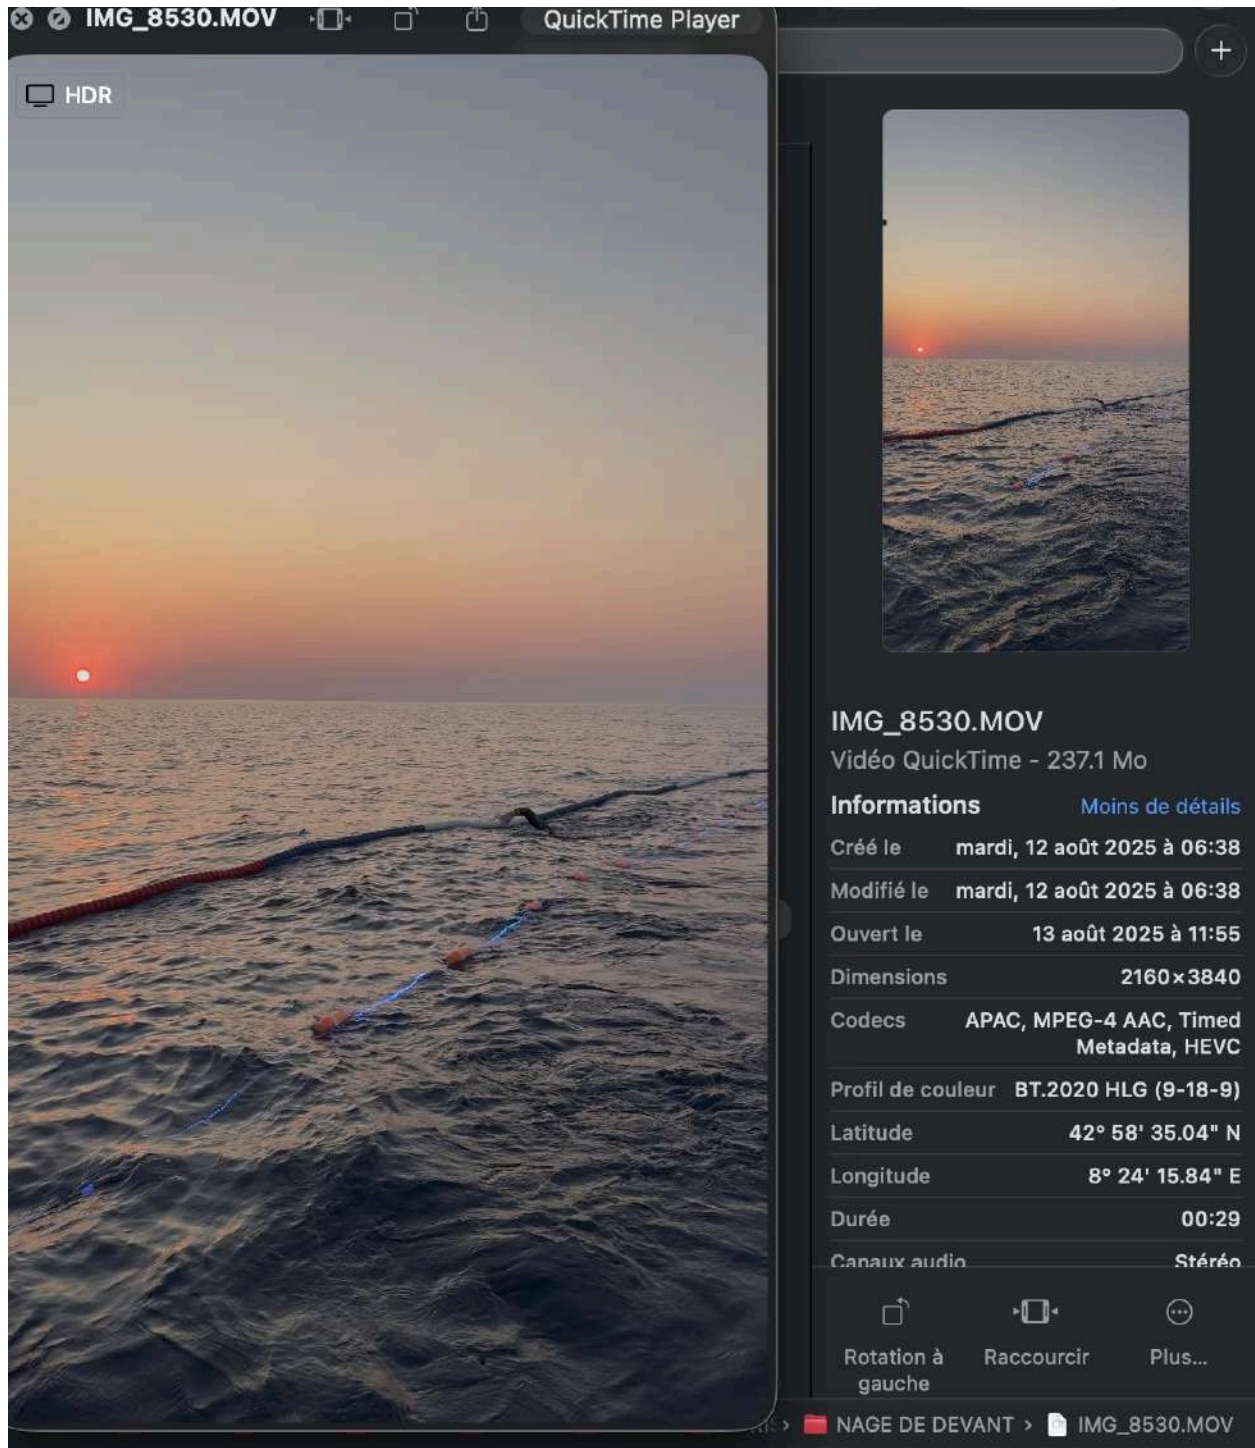 IMG_8530.MOV
QuickTime Player
HDR
IMG_8530.MOV
Vidéo QuickTime - 237.1 Mo
Informations Moins de détails
Créé le mardi, 12 août 2025 à 06:38
Modifié le mardi, 12 août 2025 à 06:38
Ouvert le 13 août 2025 à 11:55
Dimensions 2160×3840
Codecs APAC, MPEG-4 AAC, Timed
Metadata, HEVC
Profil de couleur BT.2020 HLG (9-18-9)
Latitude 42° 58' 35.04" N
Longitude 8° 24' 15.84" E
Durée 00:29
Canaux audio Stéréo
Rotation à
gauche
Raccourcir
Plus...
› NAGE DE DEVANT › IMG_8530.MOV